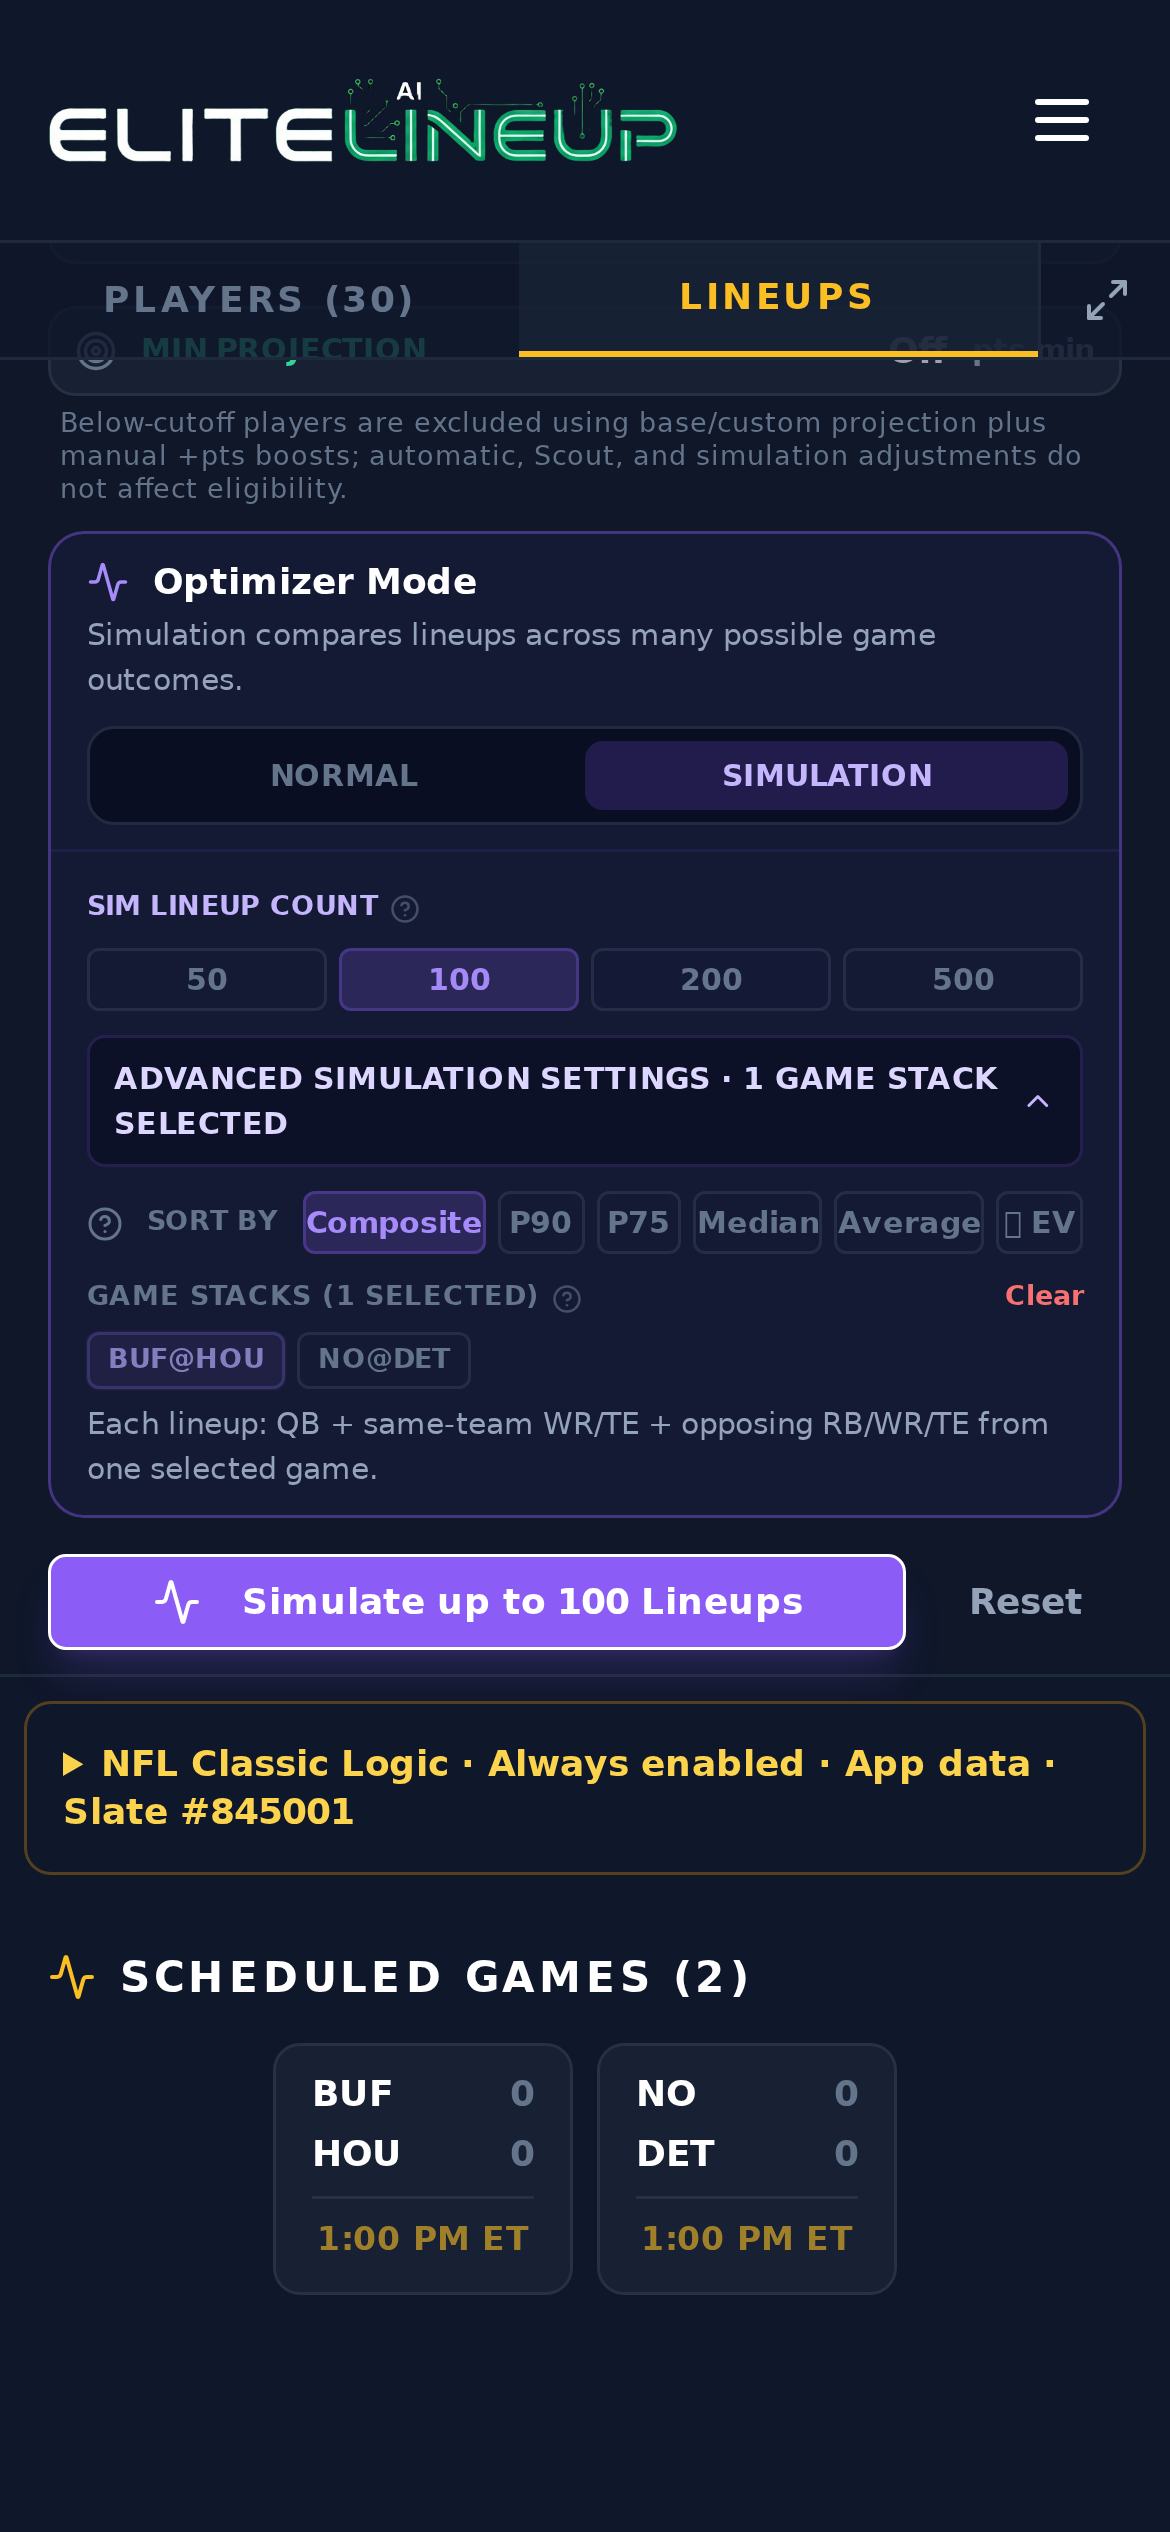 AI
ELITELINEUP
PLAYERS (30)
LINEUPS
MIN PROJECTION
Off pts min
Below-cutoff players are excluded using base/custom projection plus
manual +pts boosts; automatic, Scout, and simulation adjustments do
not affect eligibility.
Optimizer Mode
Simulation compares lineups across many possible game
outcomes.
NORMAL
SIMULATION
SIM LINEUP COUNT
50
100
200
500
ADVANCED SIMULATION SETTINGS · 1 GAME STACK
SELECTED
SORT BY
Composite
P90
P75
Median
Average
EV
GAME STACKS (1 SELECTED)
Clear
BUF@HOU
NO@DET
Each lineup: QB + same-team WR/TE + opposing RB/WR/TE from
one selected game.
Simulate up to 100 Lineups
Reset
NFL Classic Logic · Always enabled · App data ·
Slate #845001
SCHEDULED GAMES (2)
BUF 0
HOU 0
1:00 PM ET
NO 0
DET 0
1:00 PM ET